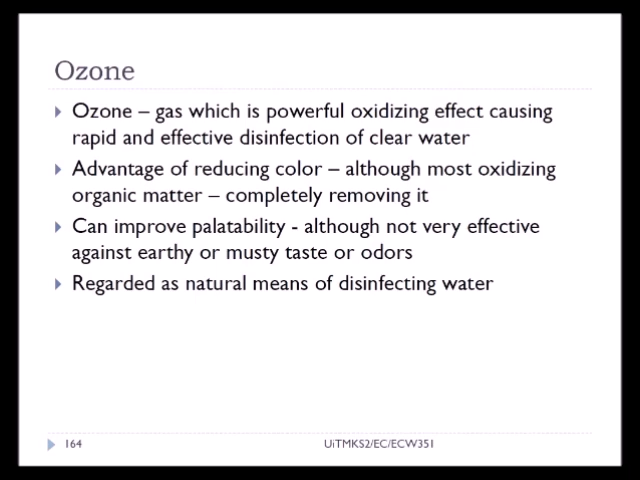 Ozone
Ozone – gas which is powerful oxidizing effect causing
rapid and effective disinfection of clear water
Advantage of reducing color – although most oxidizing
organic matter – completely removing it
Can improve palatability - although not very effective
against earthy or musty taste or odors
Regarded as natural means of disinfecting water
164
UiTMKS2/EC/ECW351